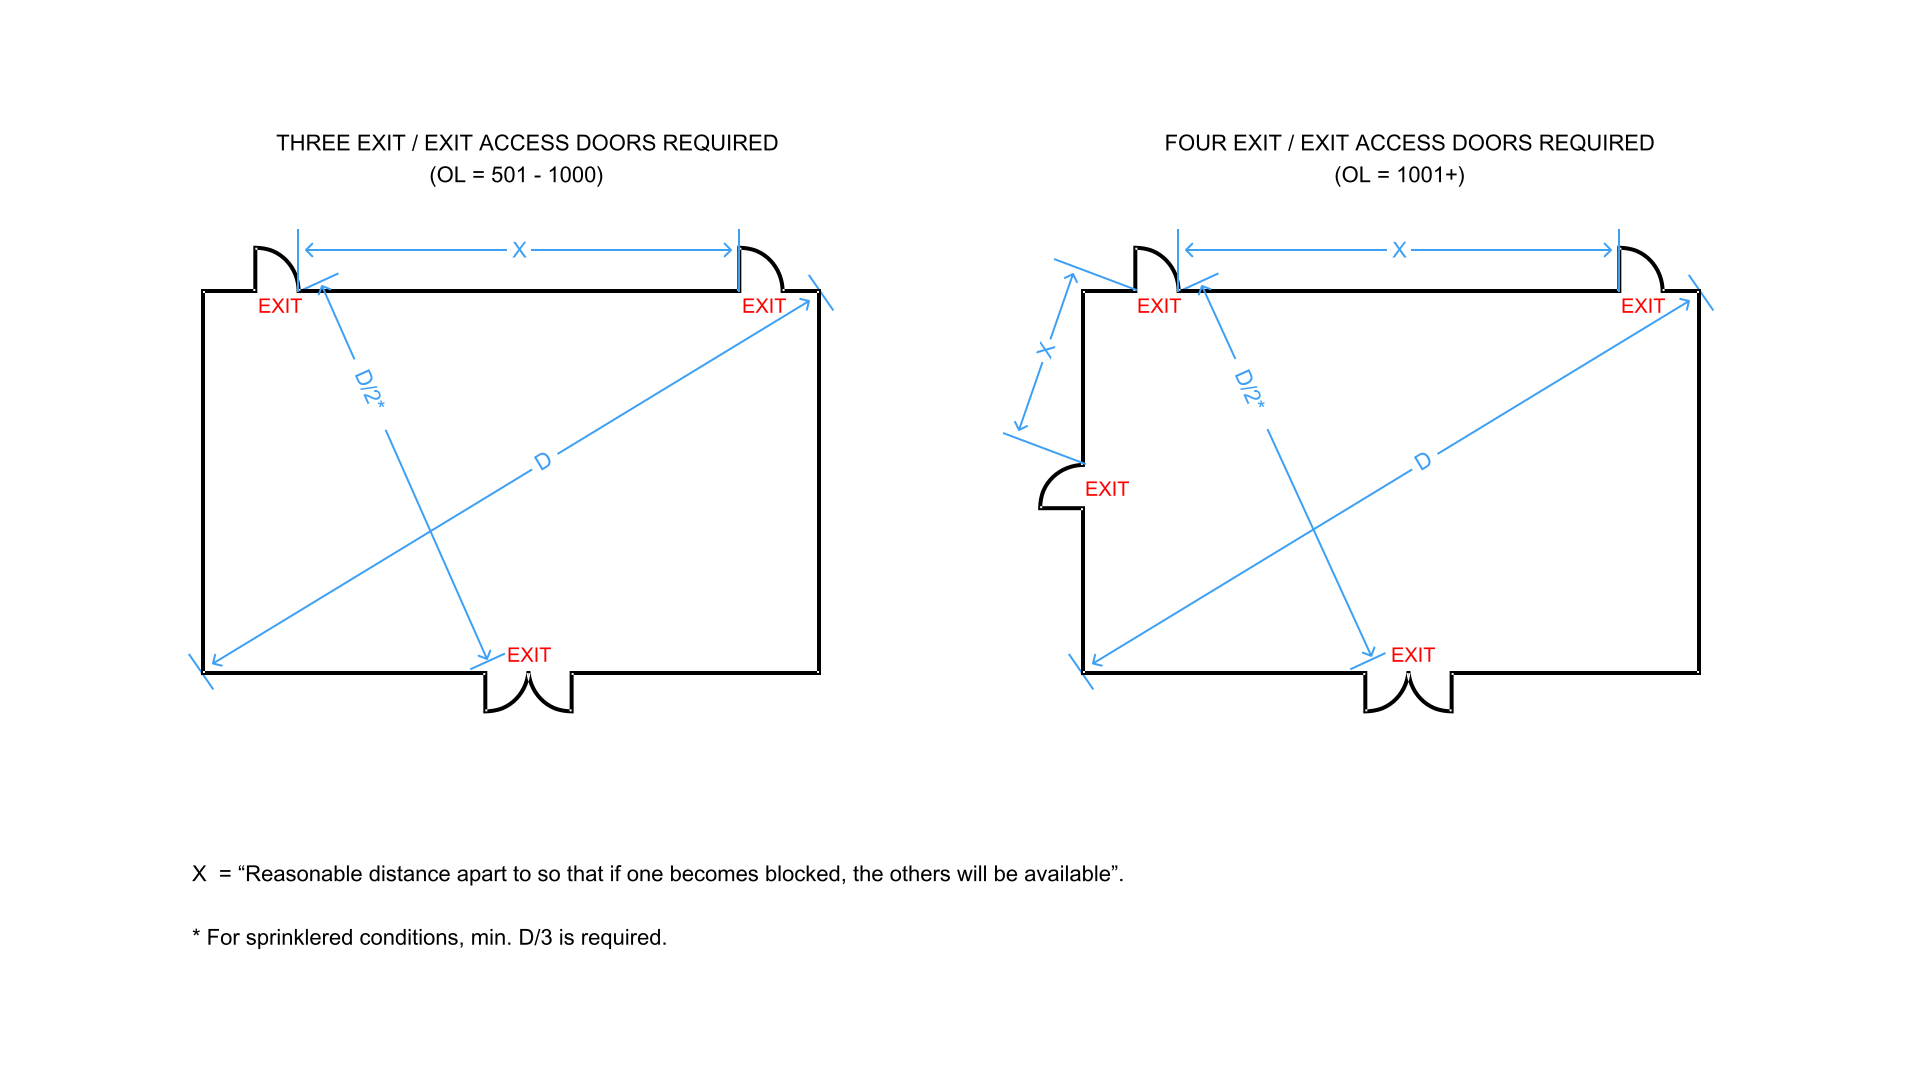 THREE EXIT / EXIT ACCESS DOORS REQUIRED
(OL = 501 - 1000)
X
EXIT
EXIT
D/2*
D
EXIT
FOUR EXIT / EXIT ACCESS DOORS REQUIRED
(OL = 1001+)
X
EXIT
EXIT
X
D/2*
D
EXIT
EXIT
X  = “Reasonable distance apart to so that if one becomes blocked, the others will be available”.
* For sprinklered conditions, min. D/3 is required.